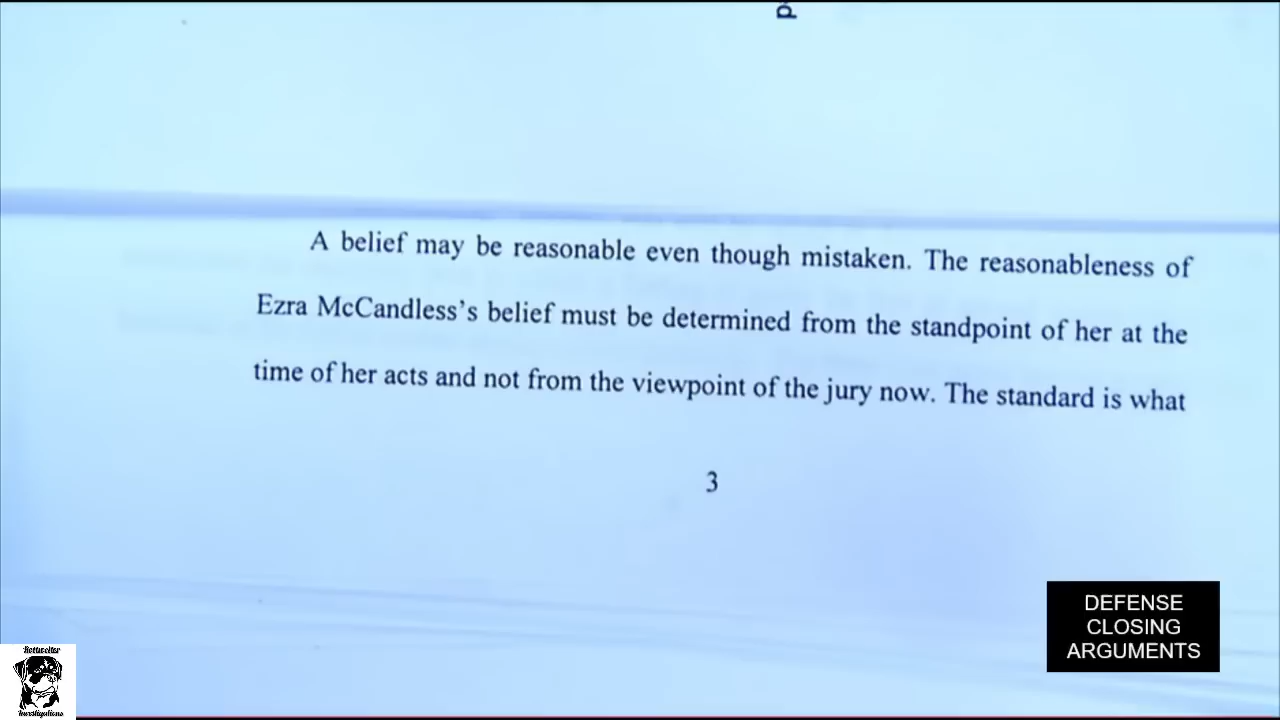 p
A belief may be reasonable even though mistaken. The reasonableness of
Ezra McCandless's belief must be determined from the standpoint of her at the
time of her acts and not from the viewpoint of the jury now. The standard is what
3
DEFENSE
CLOSING
ARGUMENTS
Rottweiler
Investigations